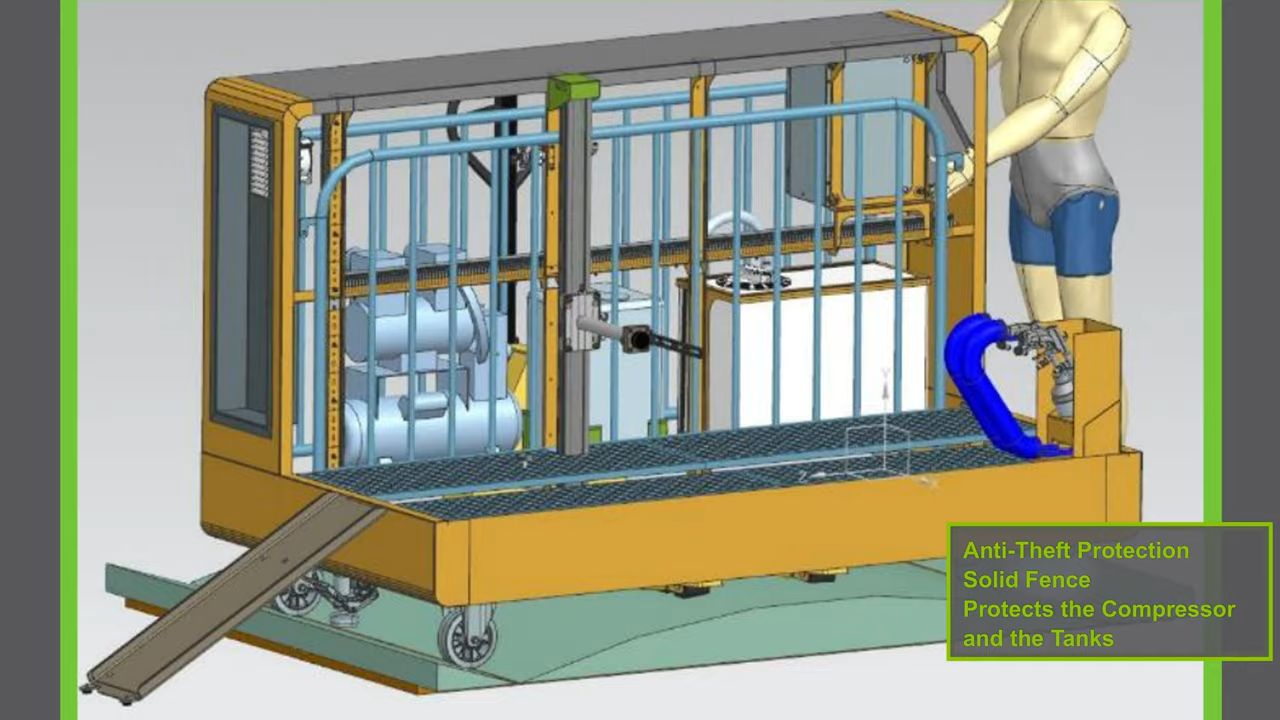 Anti-Theft Protection
Solid Fence
Protects the Compressor
and the Tanks